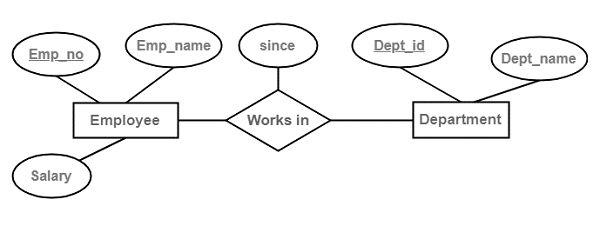 Emp_no
Emp_name
since
Dept_id
Dept_name
Employee
Works in
Department
Salary